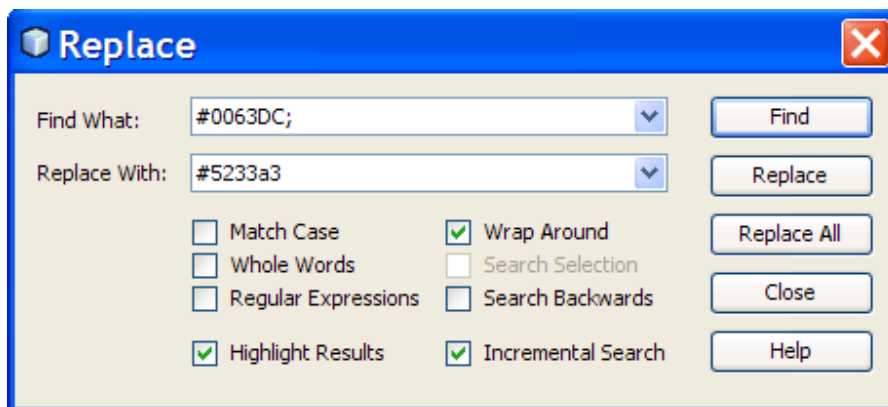 Replace
Find What: #0063DC; Find
Replace With: #5233a3 Replace
Match Case Wrap Around Replace All
Whole Words Search Selection
Regular Expressions Search Backwards Close
Highlight Results Incremental Search Help